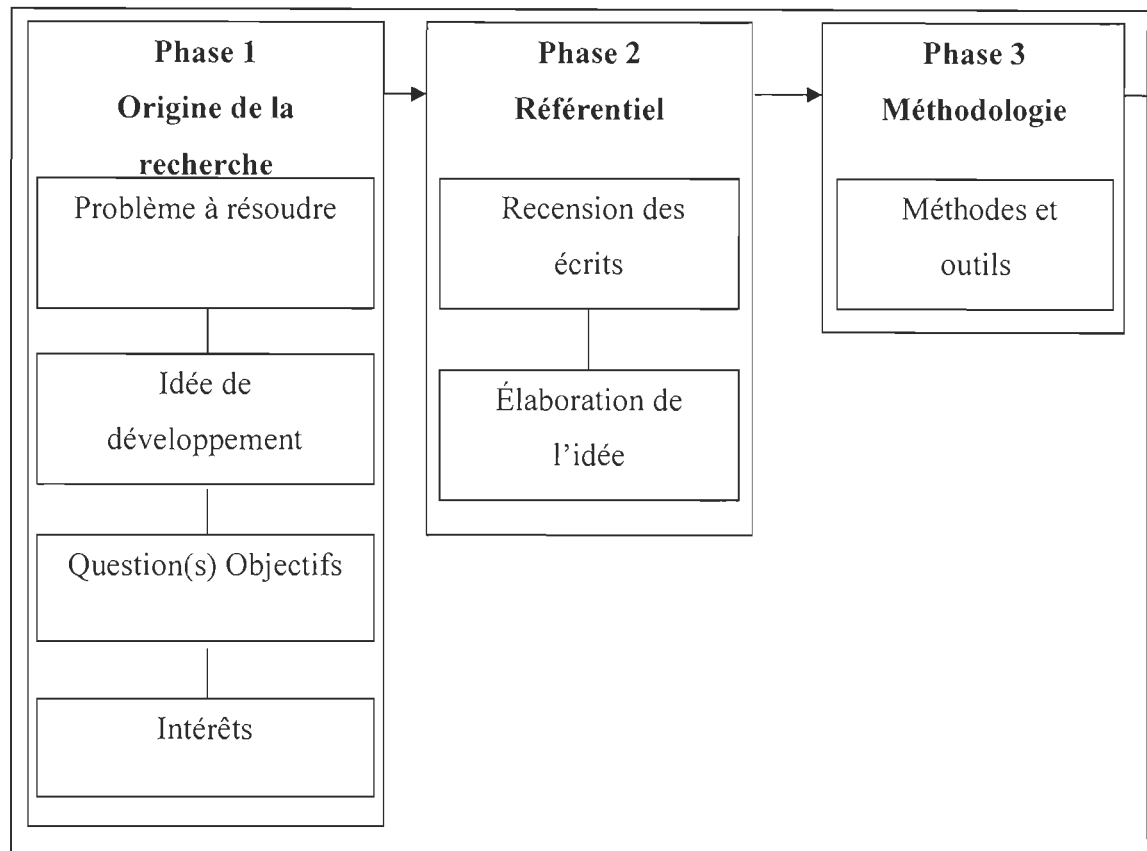 Phase 1
Origine de la
recherche
Problème à résoudre
Idée de
développement
Question(s) Objectifs
Intérêts
Phase 2
Référentiel
Recension des
écrits
Élaboration de
l'idée
Phase 3
Méthodologie
Méthodes et
outils